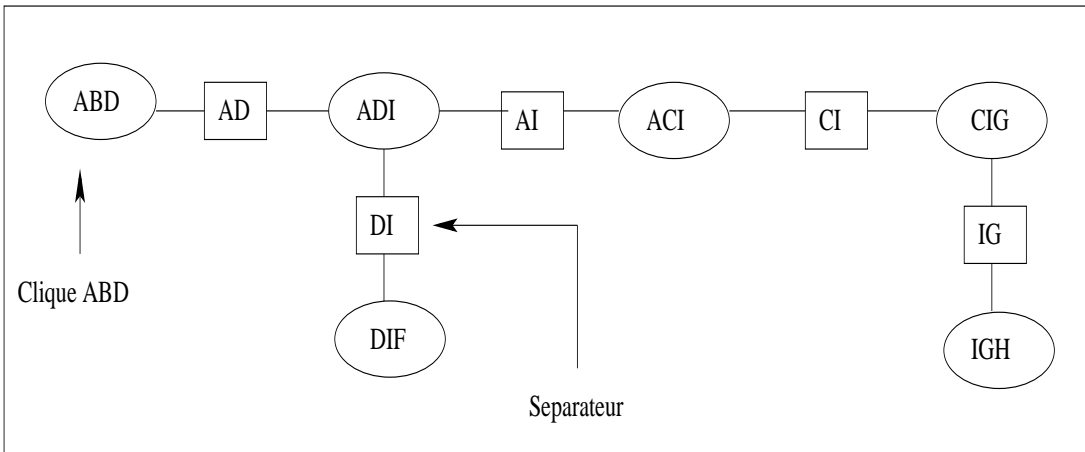 ABD
AD
ADI
AI
ACI
CI
CIG
DI
IG
Clique ABD
DIF
IGH
Separateur